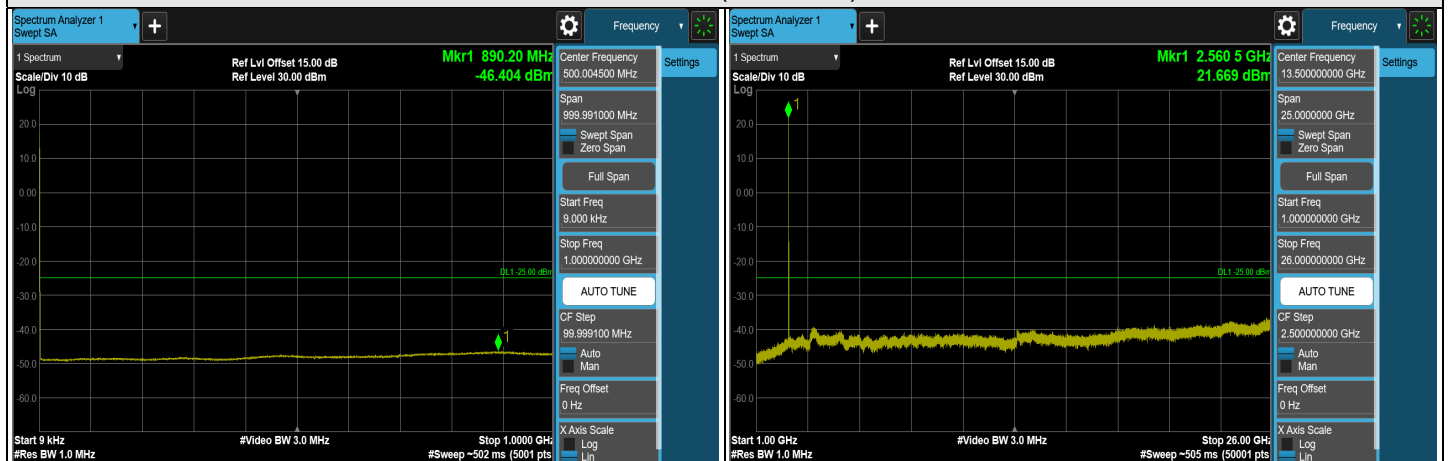 Spectrum Analyzer 1
Swept SA
+
Frequency
1 Spectrum
Scale/Div 10 dB
Log
Ref Lvl Offset 15.00 dB
Ref Level 30.00 dBm
Mkr1 890.20 MHz
-46.404 dBm
20.0
10.0
0.00
-10.0
-20.0
-30.0
-40.0
-50.0
-60.0
DL1 -25.00 dBm
1
Start 9 kHz
#Res BW 1.0 MHz
#Video BW 3.0 MHz
Stop 1.0000 GHz
#Sweep ~502 ms (5001 pts)
Center Frequency
500.004500 MHz
Settings
Span
999.991000 MHz
Swept Span
Zero Span
Full Span
Start Freq
9.000 kHz
Stop Freq
1.000000000 GHz
AUTO TUNE
CF Step
99.999100 MHz
Auto
Man
Freq Offset
0 Hz
X Axis Scale
Log
Lin
Spectrum Analyzer 1
Swept SA
+
Frequency
1 Spectrum
Scale/Div 10 dB
Log
Ref Lvl Offset 15.00 dB
Ref Level 30.00 dBm
Mkr1 2.560 5 GHz
21.669 dBm
1
20.0
10.0
0.00
-10.0
-20.0
-30.0
-40.0
-50.0
-60.0
DL1 -25.00 dBm
Start 1.00 GHz
#Res BW 1.0 MHz
#Video BW 3.0 MHz
Stop 26.00 GHz
#Sweep ~505 ms (50001 pts)
Center Frequency
13.500000000 GHz
Settings
Span
25.0000000 GHz
Swept Span
Zero Span
Full Span
Start Freq
1.000000000 GHz
Stop Freq
26.000000000 GHz
AUTO TUNE
CF Step
2.500000000 GHz
Auto
Man
Freq Offset
0 Hz
X Axis Scale
Log
Lin